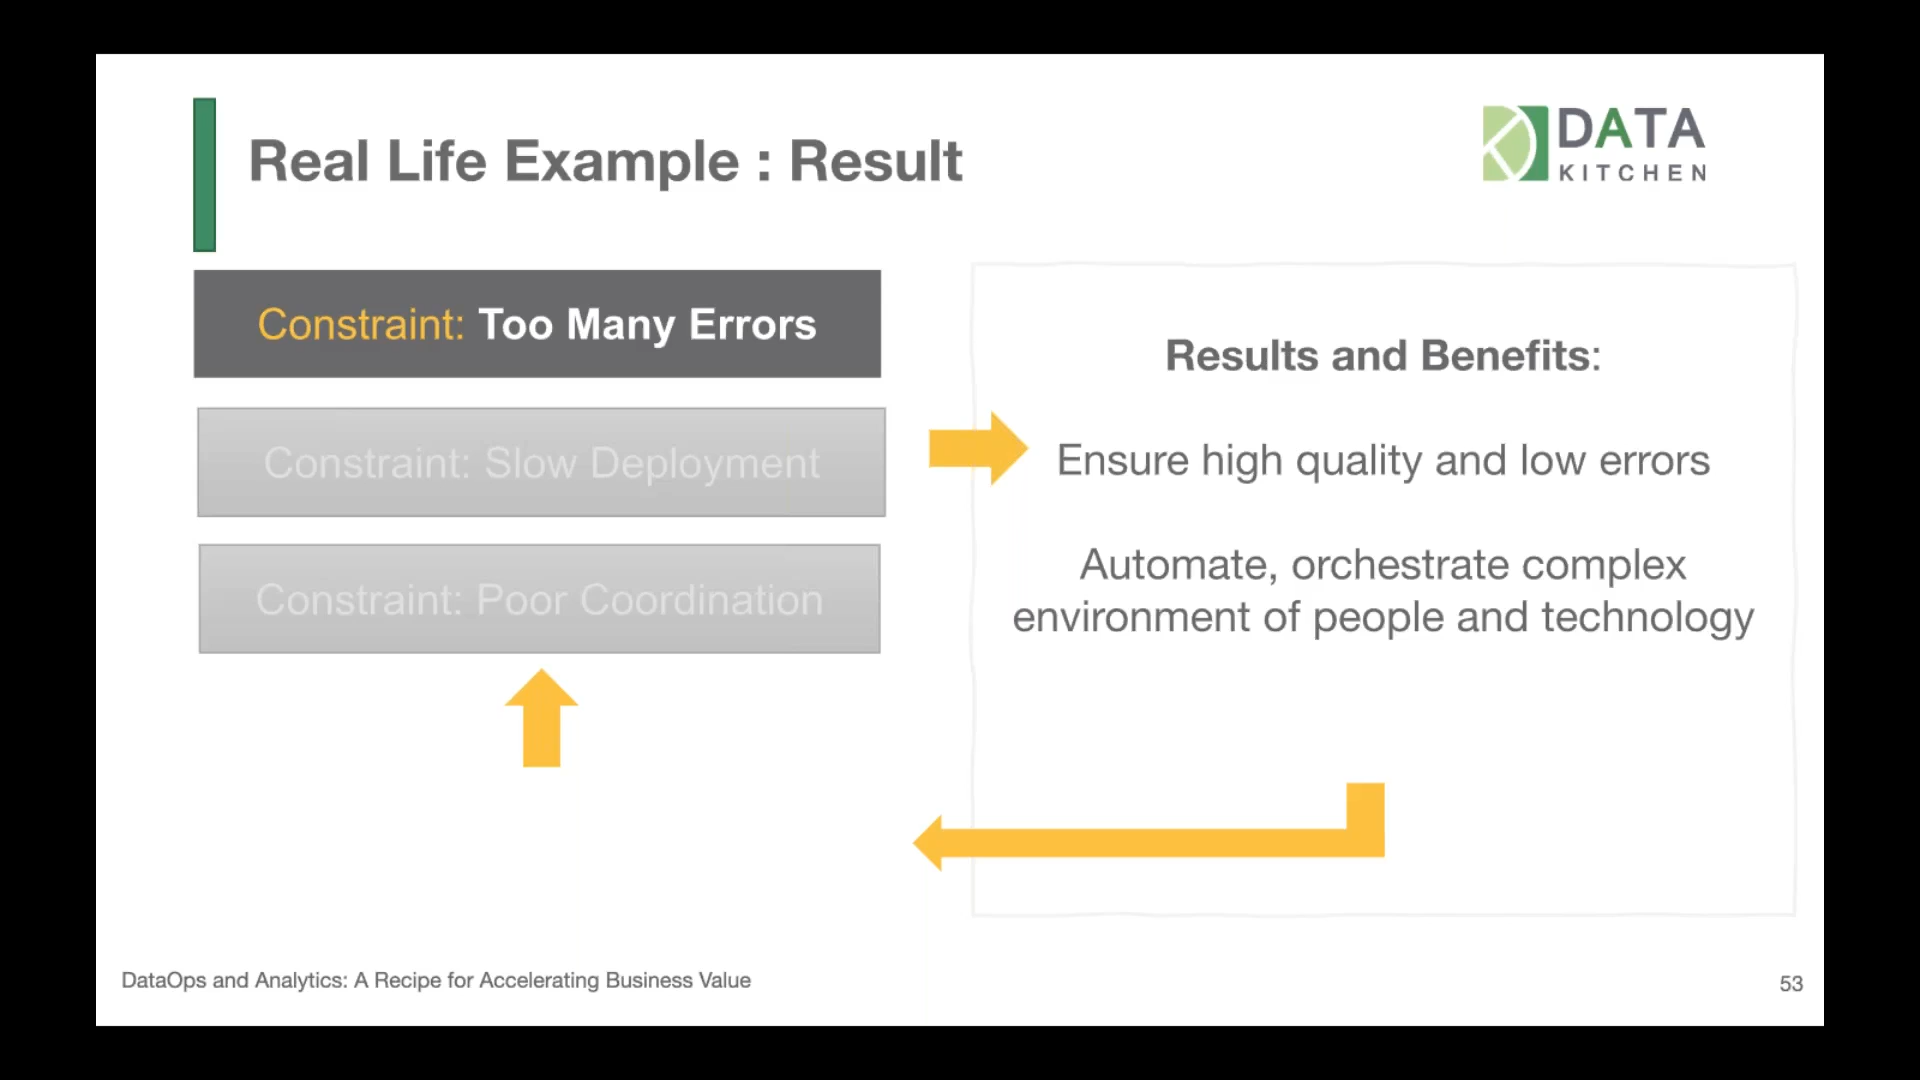 Real Life Example : Result
DATA
KITCHEN
Constraint: Too Many Errors
Constraint: Slow Deployment
Constraint: Poor Coordination
Results and Benefits:
Ensure high quality and low errors
Automate, orchestrate complex
environment of people and technology
DataOps and Analytics: A Recipe for Accelerating Business Value
53